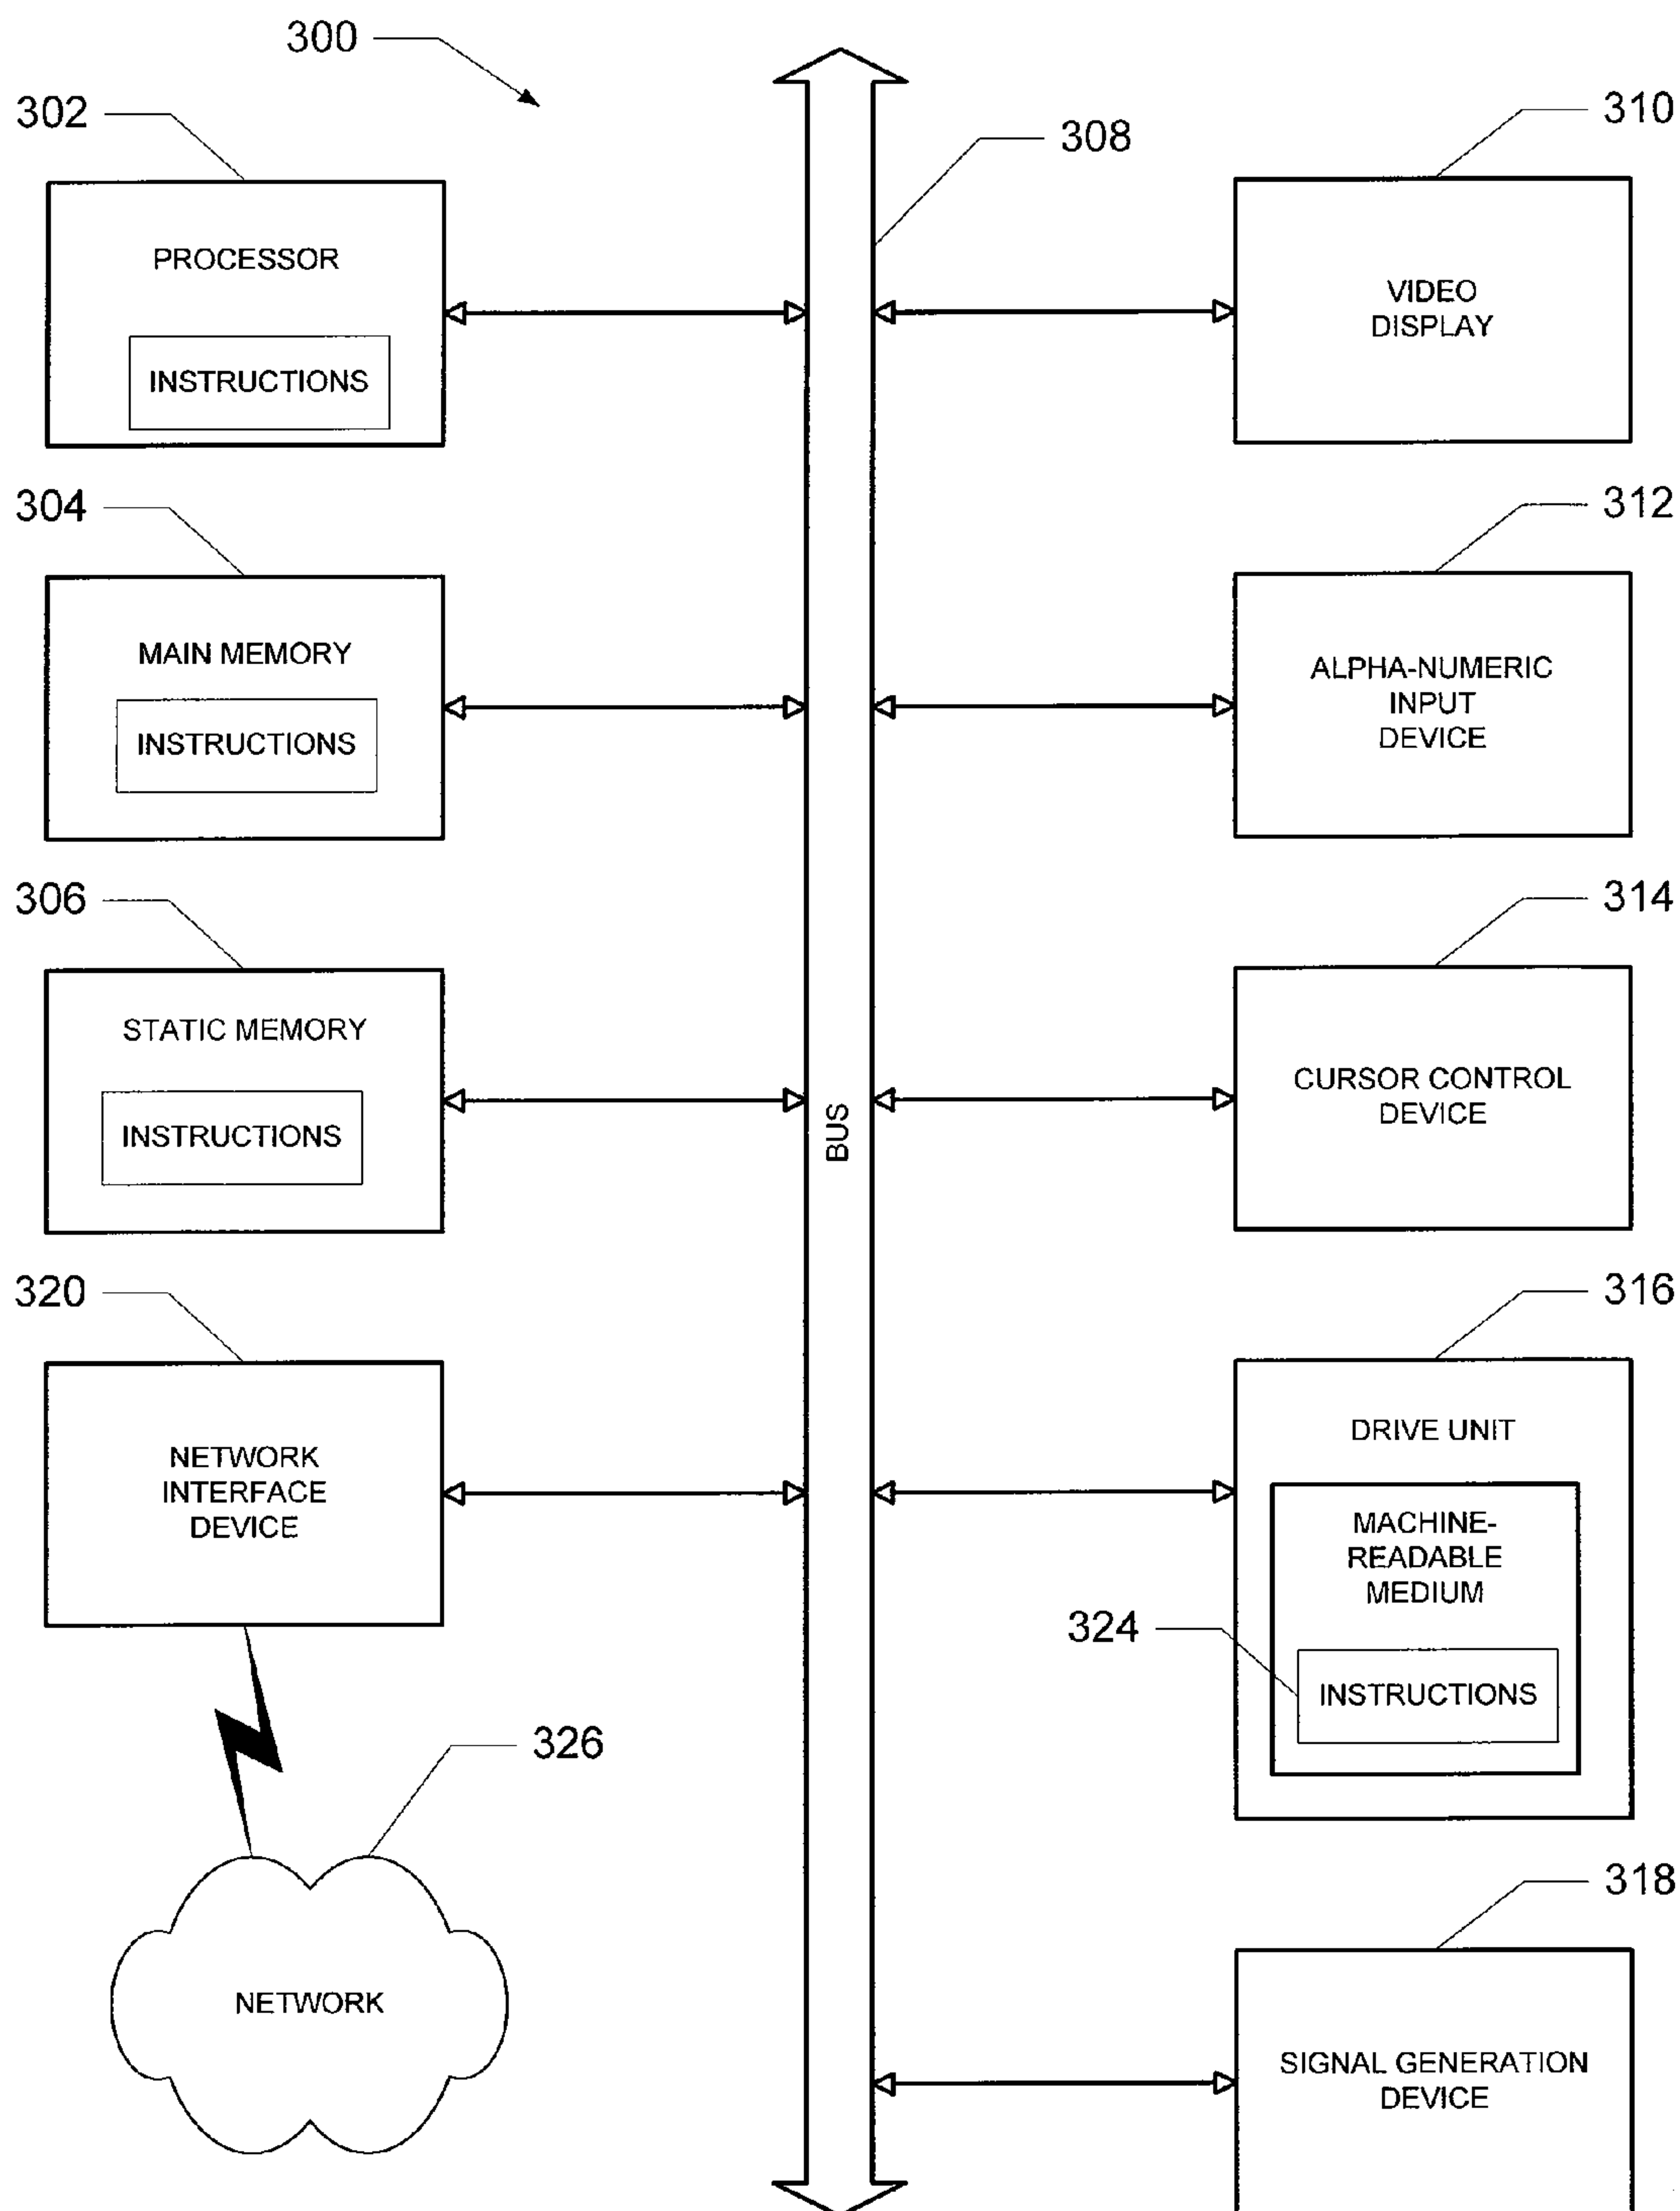 300
302
PROCESSOR
INSTRUCTIONS
304
MAIN MEMORY
INSTRUCTIONS
306
STATIC MEMORY
INSTRUCTIONS
320
NETWORK
INTERFACE
DEVICE
326
NETWORK
308
BUS
310
VIDEO
DISPLAY
312
ALPHA-NUMERIC
INPUT
DEVICE
314
CURSOR CONTROL
DEVICE
316
DRIVE UNIT
MACHINE-
READABLE
MEDIUM
324
INSTRUCTIONS
318
SIGNAL GENERATION
DEVICE